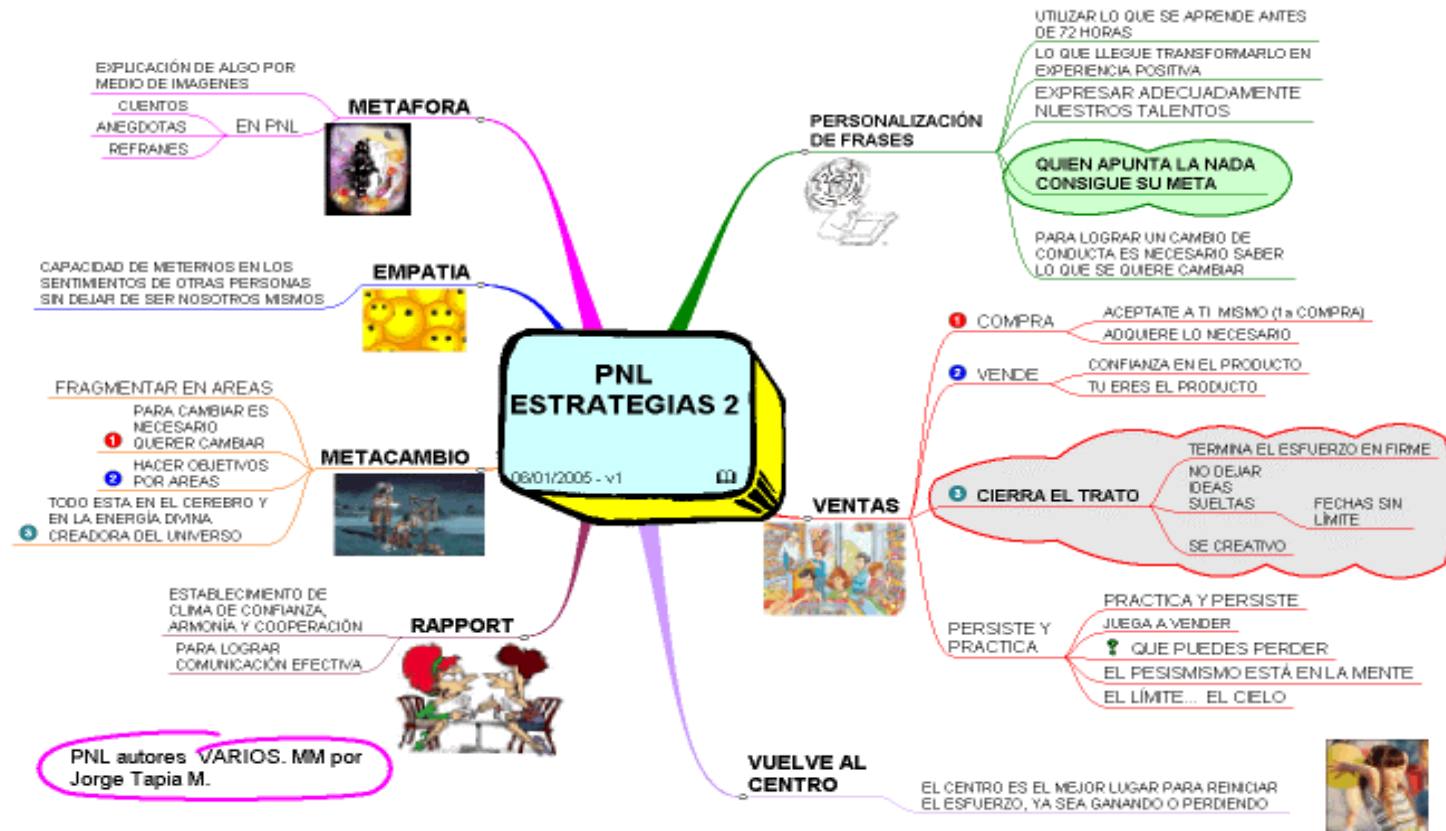 PNL
ESTRATEGIAS 2
06/01/2005 - v1
METAFORA
EXPLICACIÓN DE ALGO POR
MEDIO DE IMAGENES
EN PNL
CUENTOS
ANEGDOTAS
REFRANES
EMPATIA
CAPACIDAD DE METERNOS EN LOS
SENTIMIENTOS DE OTRAS PERSONAS
SIN DEJAR DE SER NOSOTROS MISMOS
METACAMBIO
FRAGMENTAR EN AREAS
PARA CAMBIAR ES
NECESARIO
1 QUERER CAMBIAR
2 HACER OBJETIVOS
POR AREAS
TODO ESTA EN EL CEREBRO Y
EN LA ENERGÍA DIVINA
3 CREADORA DEL UNIVERSO
RAPPORT
ESTABLECIMIENTO DE
CLIMA DE CONFIANZA,
ARMONÍA Y COOPERACIÓN
PARA LOGRAR
COMUNICACIÓN EFECTIVA
PNL autores VARIOS. MM por
Jorge Tapia M.
PERSONALIZACIÓN
DE FRASES
UTILIZAR LO QUE SE APRENDE ANTES
DE 72 HORAS
LO QUE LLEGUE TRANSFORMARLO EN
EXPERIENCIA POSITIVA
EXPRESAR ADECUADAMENTE
NUESTROS TALENTOS
QUIEN APUNTA LA NADA
CONSIGUE SU META
PARA LOGRAR UN CAMBIO DE
CONDUCTA ES NECESARIO SABER
LO QUE SE QUIERE CAMBIAR
VENTAS
1 COMPRA
ACEPTATE A TI MISMO (1a COMPRA)
ADQUIERE LO NECESARIO
2 VENDE
CONFIANZA EN EL PRODUCTO
TU ERES EL PRODUCTO
3 CIERRA EL TRATO
TERMINA EL ESFUERZO EN FIRME
NO DEJAR
IDEAS
SUELTAS
FECHAS SIN
LÍMITE
SE CREATIVO
PERSISTE Y
PRACTICA
PRACTICA Y PERSISTE
JUEGA A VENDER
? QUE PUEDES PERDER
EL PESISMISMO ESTÁ EN LA MENTE
EL LÍMITE... EL CIELO
VUELVE AL
CENTRO
EL CENTRO ES EL MEJOR LUGAR PARA REINICIAR
EL ESFUERZO, YA SEA GANANDO O PERDIENDO